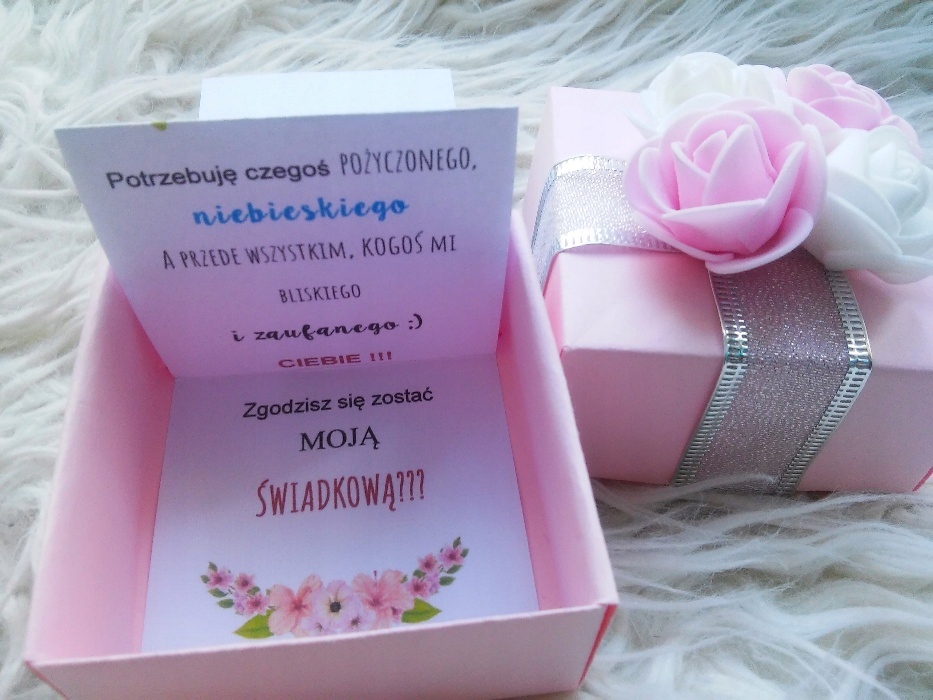 Potrzebuję czegoś POŻYCZONEGO,
niebieskiego
A PRZEDE WSZYSTKIM, KOGOŚ MI
BLISKIEGO
i zaufanego :)
CIEBIE !!!
Zgodzisz się zostać
MOJĄ
ŚWIADKOWĄ???